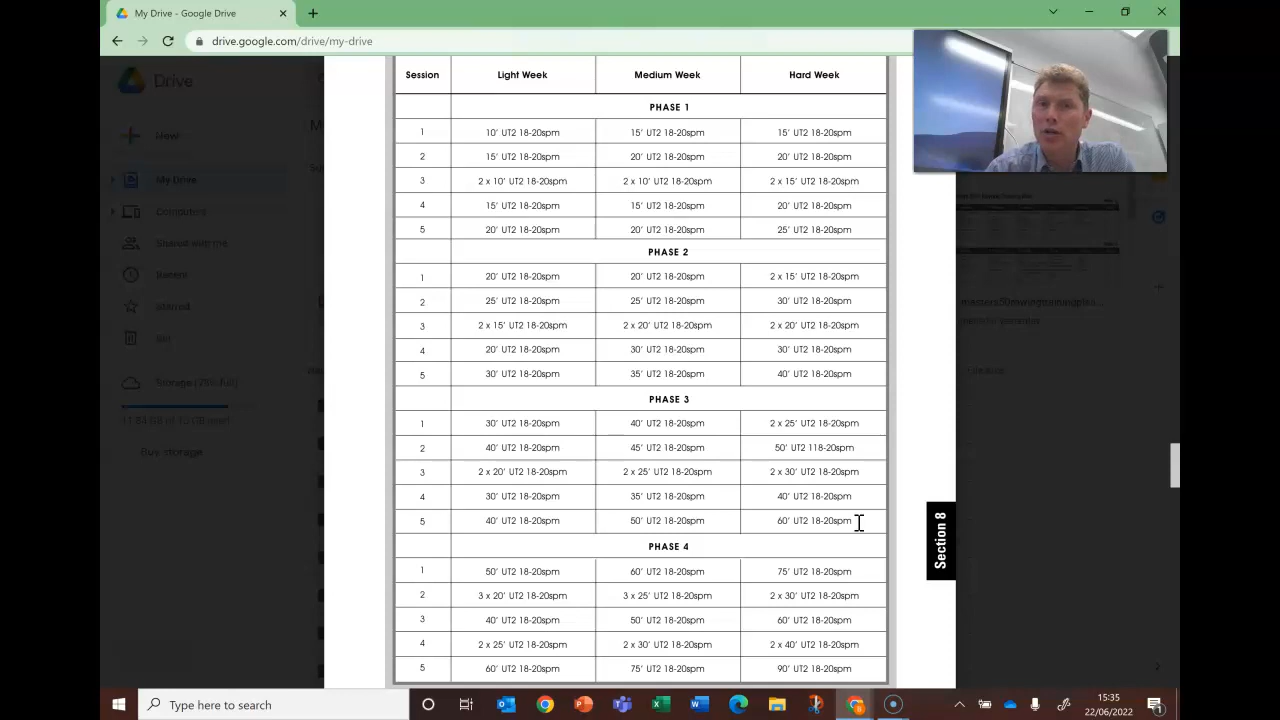 My Drive - Google Drive
drive.google.com/drive/my-drive
Drive
New
My Drive
Computers
Shared with me
Recent
Starred
Bin
Buy storage
Session Light Week Medium Week Hard Week
PHASE 1
1 10' UT2 18-20spm 15' UT2 18-20spm 15' UT2 18-20spm
2 15' UT2 18-20spm 20' UT2 18-20spm 20' UT2 18-20spm
3 2 x 10' UT2 18-20spm 2 x 10' UT2 18-20spm 2 x 15' UT2 18-20spm
4 15' UT2 18-20spm 15' UT2 18-20spm 20' UT2 18-20spm
5 20' UT2 18-20spm 20' UT2 18-20spm 25' UT2 18-20spm
PHASE 2
1 20' UT2 18-20spm 20' UT2 18-20spm 2 x 15' UT2 18-20spm
2 25' UT2 18-20spm 25' UT2 18-20spm 30' UT2 18-20spm
3 2 x 15' UT2 18-20spm 2 x 20' UT2 18-20spm 2 x 20' UT2 18-20spm
4 20' UT2 18-20spm 30' UT2 18-20spm 30' UT2 18-20spm
5 30' UT2 18-20spm 35' UT2 18-20spm 40' UT2 18-20spm
PHASE 3
1 30' UT2 18-20spm 40' UT2 18-20spm 2 x 25' UT2 18-20spm
2 40' UT2 18-20spm 45' UT2 18-20spm 50' UT2 118-20spm
3 2 x 20' UT2 18-20spm 2 x 25' UT2 18-20spm 2 x 30' UT2 18-20spm
4 30' UT2 18-20spm 35' UT2 18-20spm 40' UT2 18-20spm
5 40' UT2 18-20spm 50' UT2 18-20spm 60' UT2 18-20spm
PHASE 4
1 50' UT2 18-20spm 60' UT2 18-20spm 75' UT2 18-20spm
2 3 x 20' UT2 18-20spm 3 x 25' UT2 18-20spm 2 x 30' UT2 18-20spm
3 40' UT2 18-20spm 50' UT2 18-20spm 60' UT2 18-20spm
4 2 x 25' UT2 18-20spm 2 x 30' UT2 18-20spm 2 x 40' UT2 18-20spm
5 60' UT2 18-20spm 75' UT2 18-20spm 90' UT2 18-20spm
Section 8
Type here to search
15:35
22/06/2022